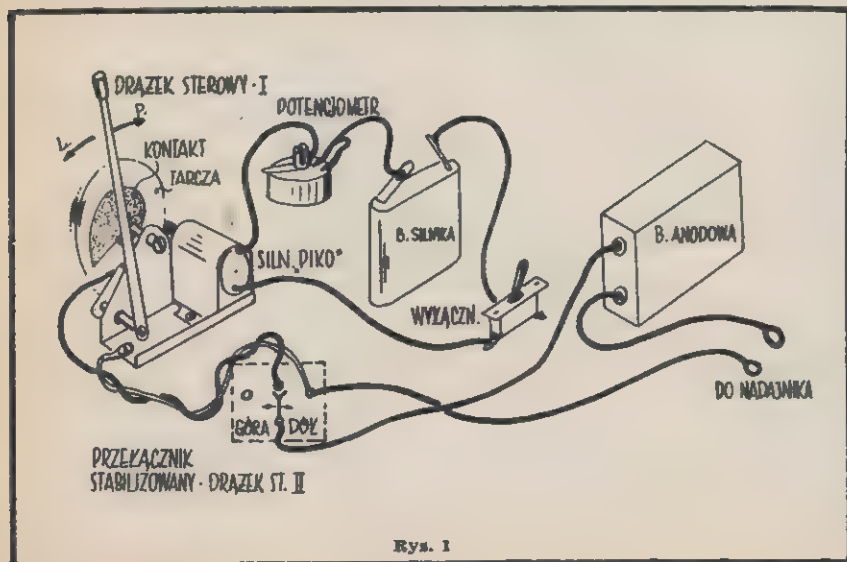 DRĄŻEK STEROWY · I
L.
P.
KONTAKT
TARCZA
POTENCJOMETR
SILN. „PIKO"
B. SILNIKA
B. ANODOWA
WYŁĄCZN.
DO NADAJNIKA
GÓRA
DÓŁ
PRZEŁĄCZNIK
STABILIZOWANY · DRĄŻEK ST. II
Rys. 1